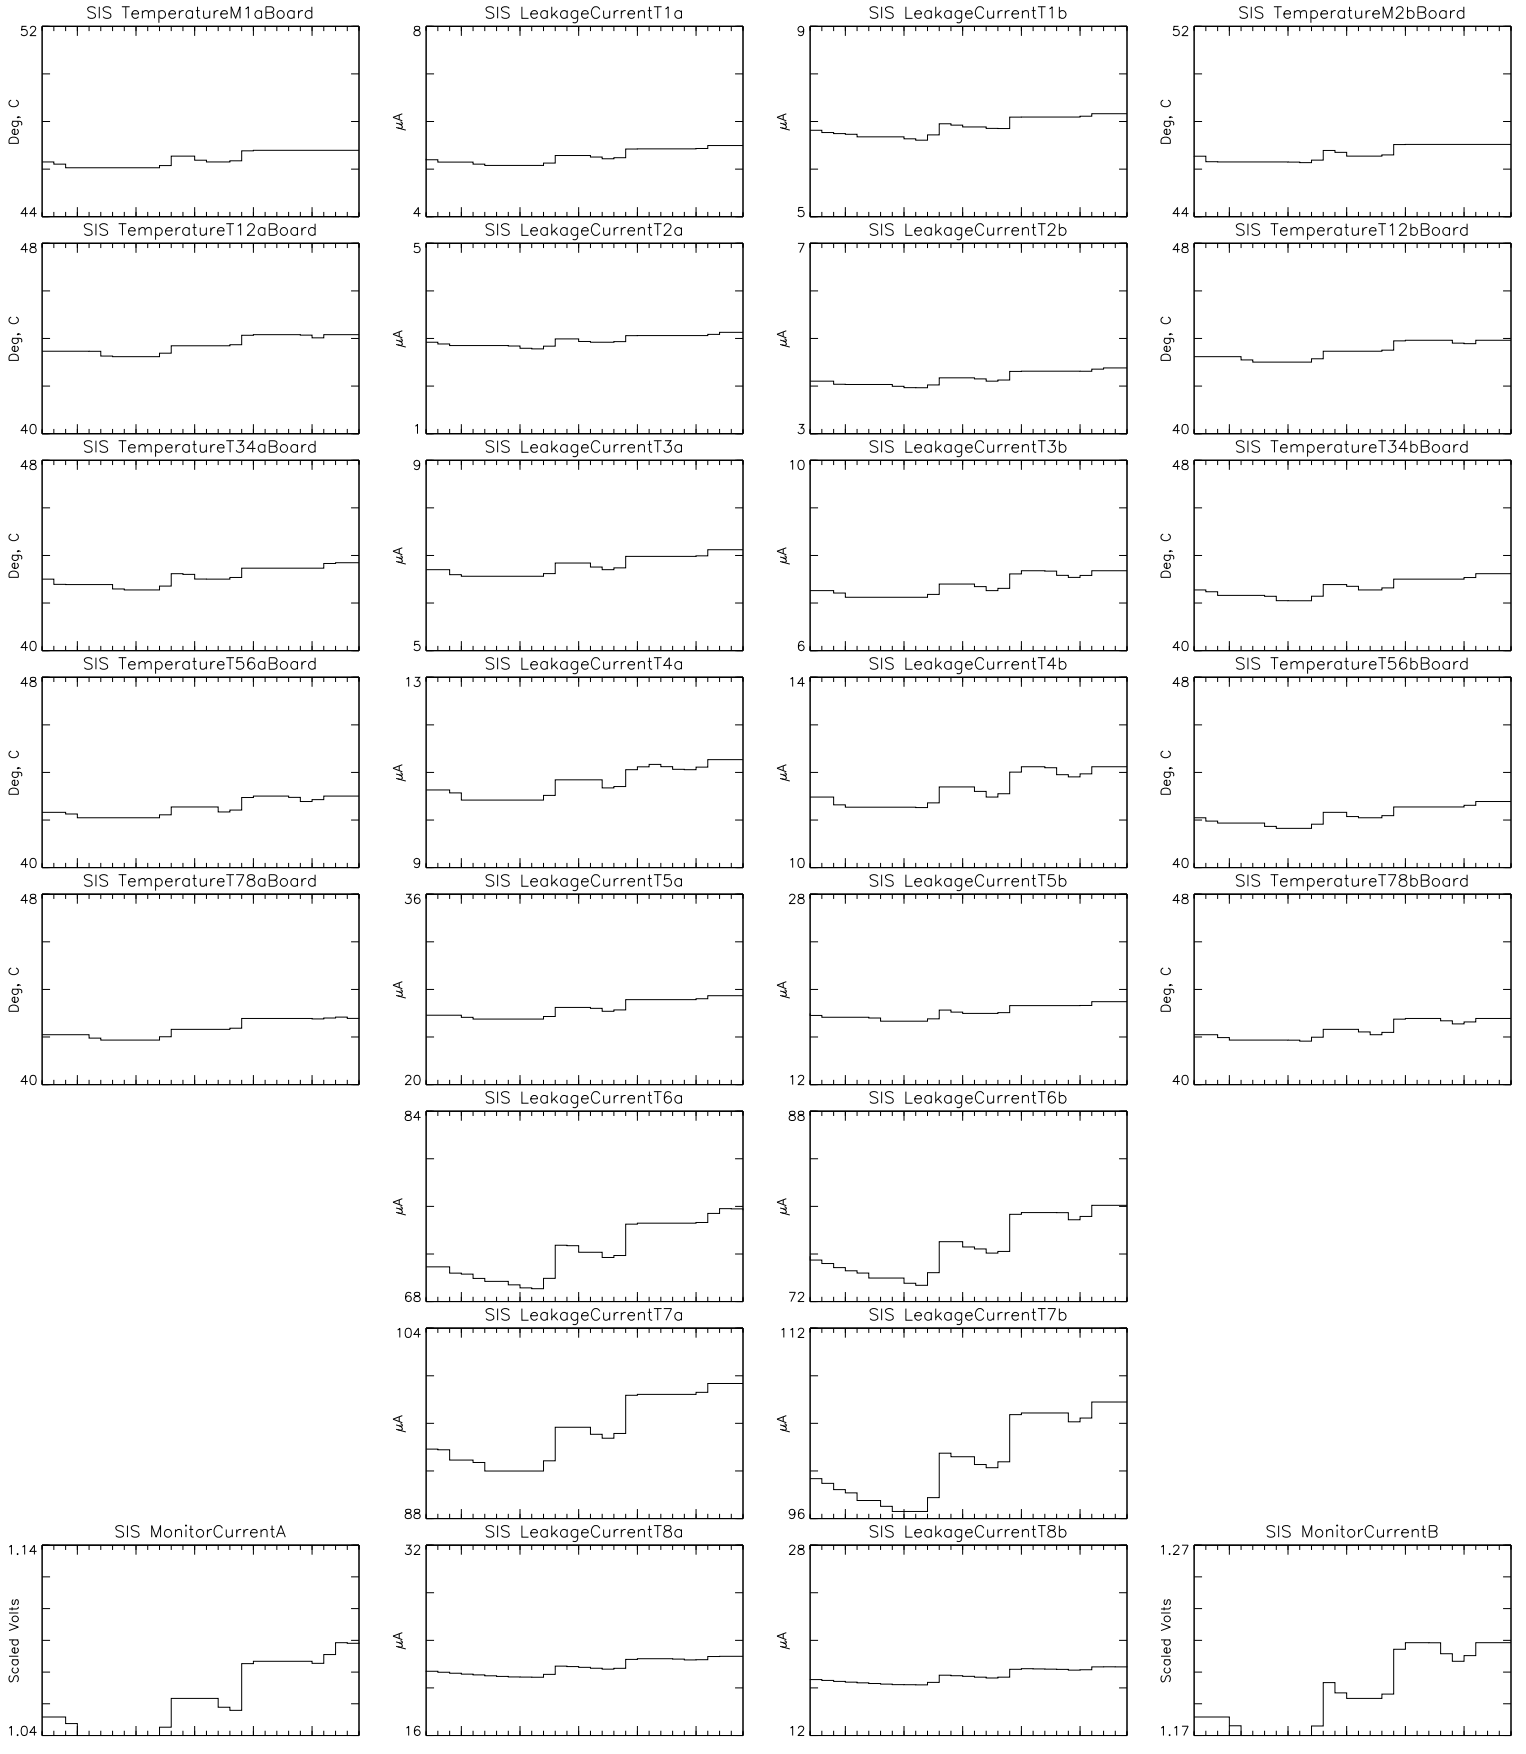 SIS TemperatureM1aBoard
52
Deg, C
44
SIS LeakageCurrentT1a
8
μA
4
SIS LeakageCurrentT1b
9
μA
5
SIS TemperatureM2bBoard
52
Deg, C
44
SIS TemperatureT12aBoard
48
Deg, C
40
SIS LeakageCurrentT2a
5
μA
1
SIS LeakageCurrentT2b
7
μA
3
SIS TemperatureT12bBoard
48
Deg, C
40
SIS TemperatureT34aBoard
48
Deg, C
40
SIS LeakageCurrentT3a
9
μA
5
SIS LeakageCurrentT3b
10
μA
6
SIS TemperatureT34bBoard
48
Deg, C
40
SIS TemperatureT56aBoard
48
Deg, C
40
SIS LeakageCurrentT4a
13
μA
9
SIS LeakageCurrentT4b
14
μA
10
SIS TemperatureT56bBoard
48
Deg, C
40
SIS TemperatureT78aBoard
48
Deg, C
40
SIS LeakageCurrentT5a
36
μA
20
SIS LeakageCurrentT5b
28
μA
12
SIS TemperatureT78bBoard
48
Deg, C
40
SIS LeakageCurrentT6a
84
μA
68
SIS LeakageCurrentT6b
88
μA
72
SIS LeakageCurrentT7a
104
μA
88
SIS LeakageCurrentT7b
112
μA
96
SIS MonitorCurrentA
1.14
Scaled Volts
1.04
SIS LeakageCurrentT8a
32
μA
16
SIS LeakageCurrentT8b
28
μA
12
SIS MonitorCurrentB
1.27
Scaled Volts
1.17